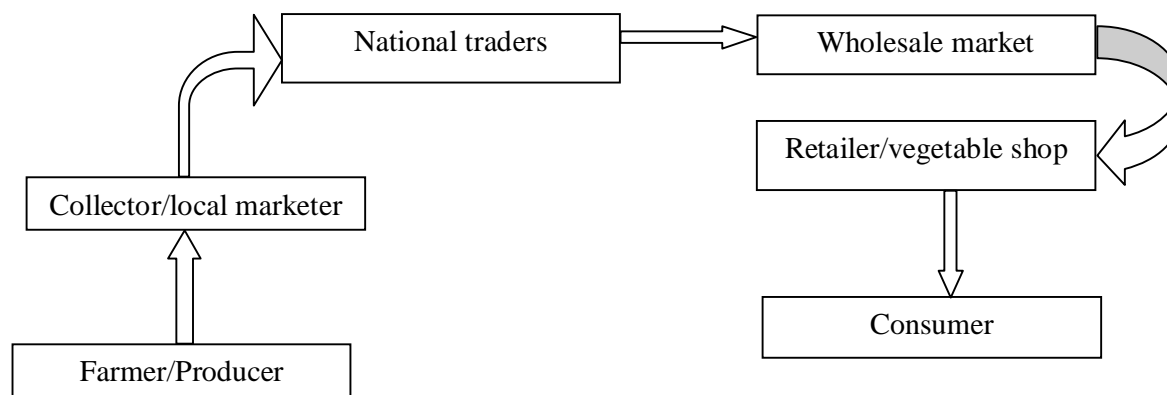 National traders
Wholesale market
Retailer/vegetable shop
Collector/local marketer
Consumer
Farmer/Producer